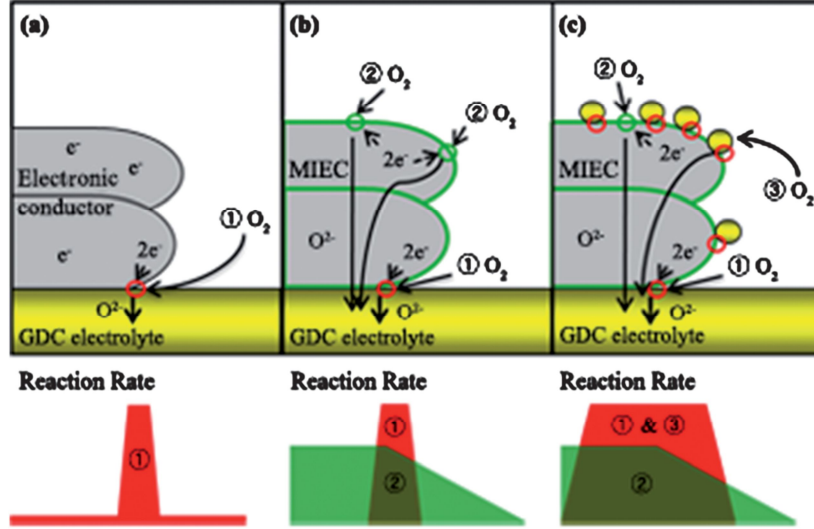 (a)
e⁻
e⁻
Electronic
conductor
① O₂
e⁻
2e⁻
O²⁻
GDC electrolyte
Reaction Rate
①
(b)
② O₂
② O₂
MIEC
2e⁻
O²⁻
2e⁻
① O₂
O²⁻
GDC electrolyte
Reaction Rate
①
②
(c)
② O₂
MIEC
2e⁻
③ O₂
O²⁻
2e⁻
① O₂
O²⁻
GDC electrolyte
Reaction Rate
① & ③
②